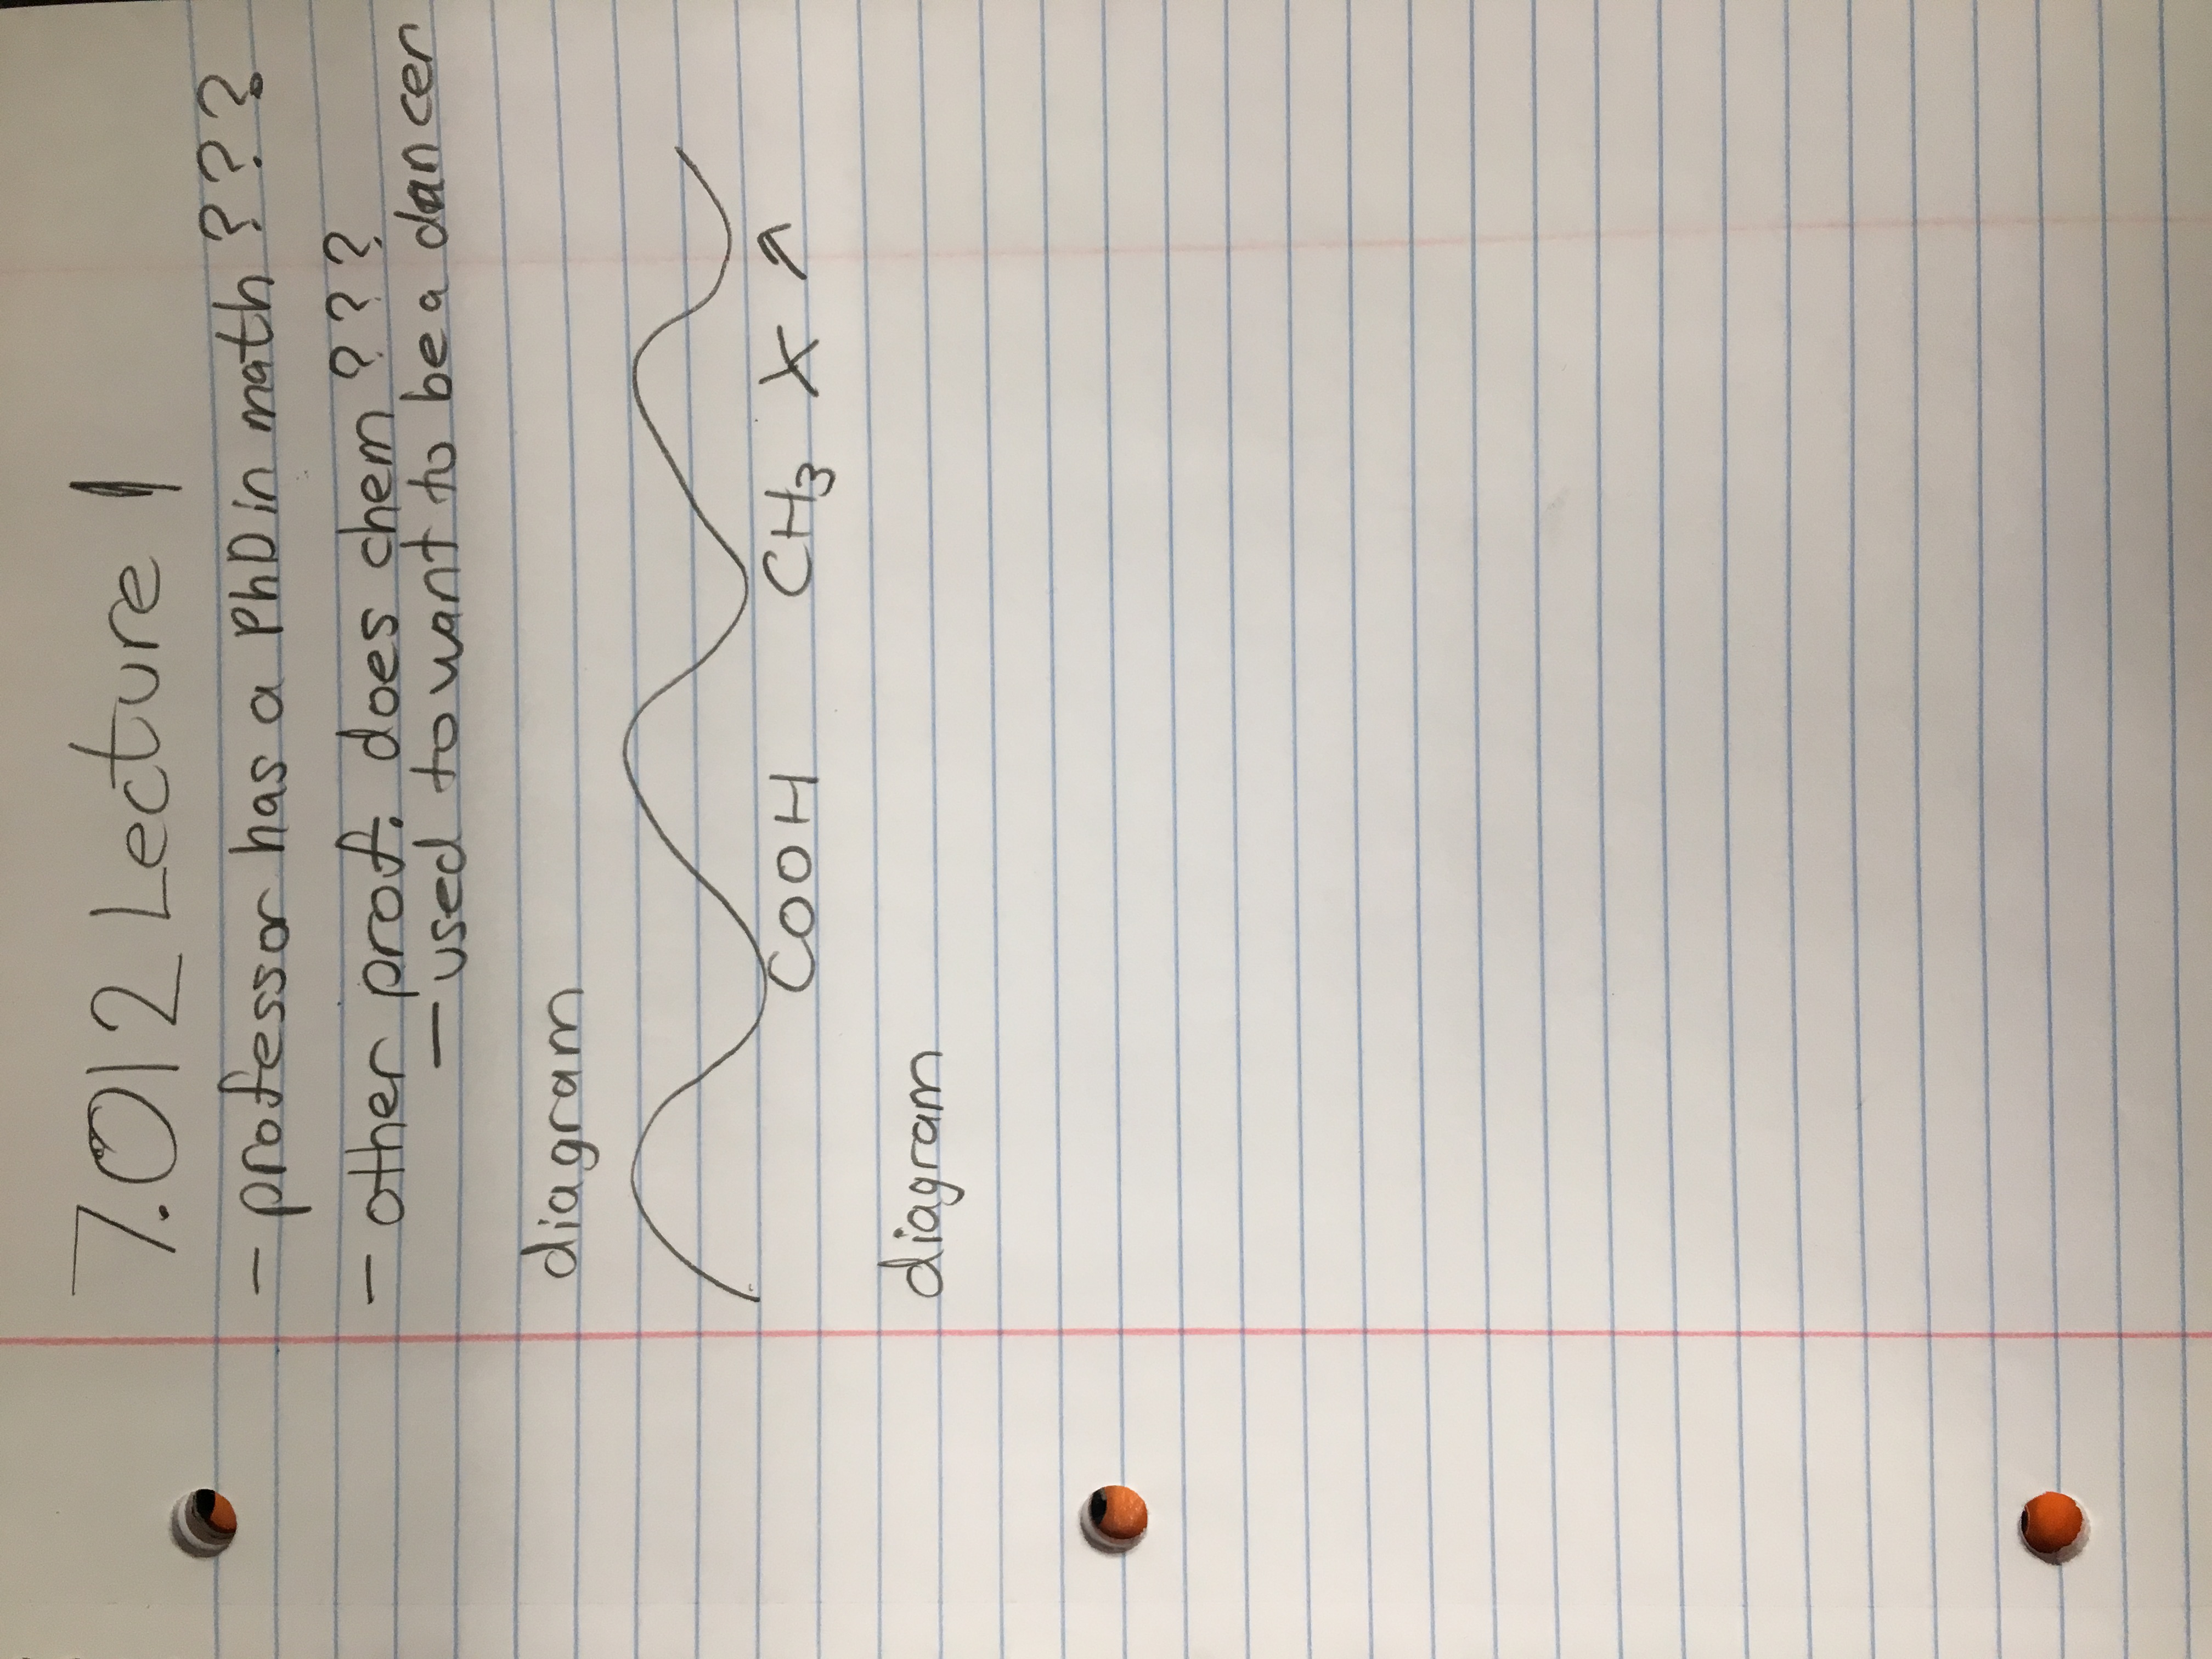 7.012 Lecture 1
- professor has a PhD in math ???
- other prof. does chem ???
- used to want to be a dancer
diagram
COOH CH₃ X ↗
diagram